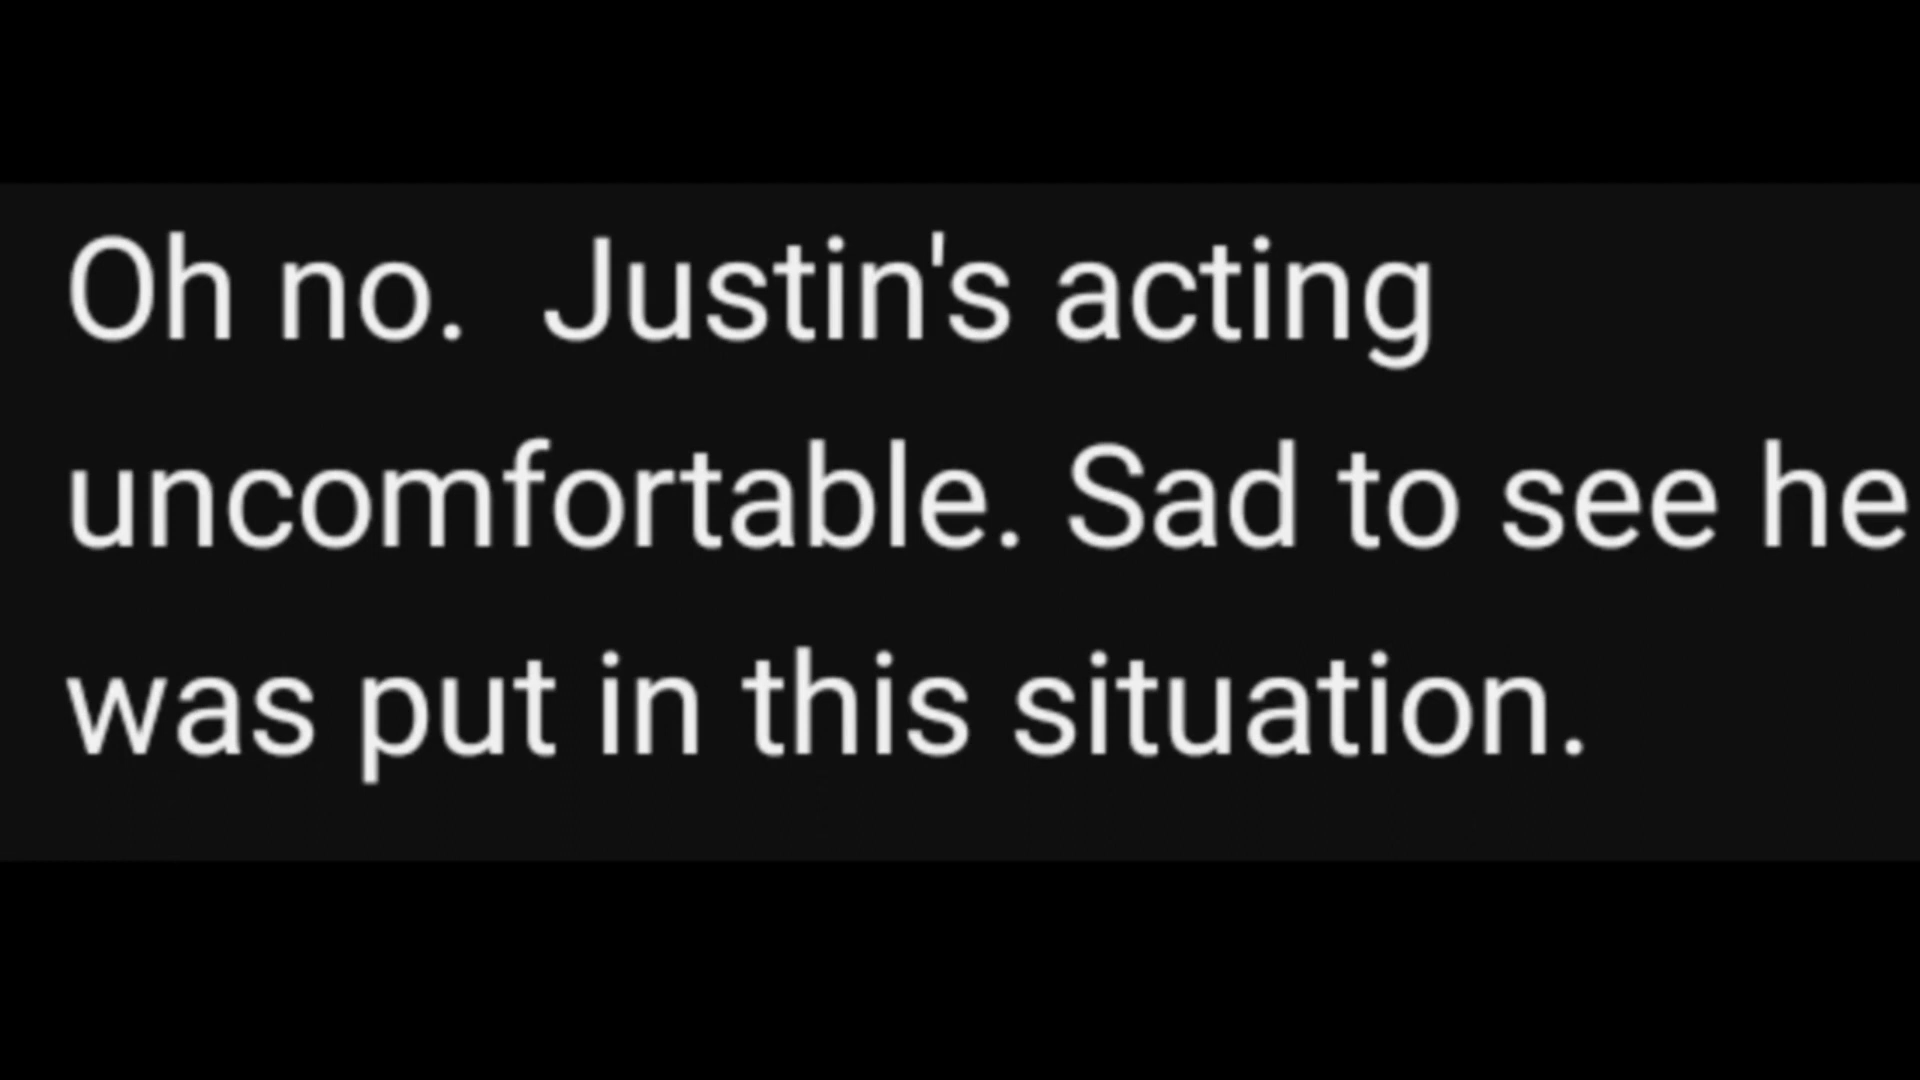 Oh no.  Justin's acting
uncomfortable. Sad to see he
was put in this situation.